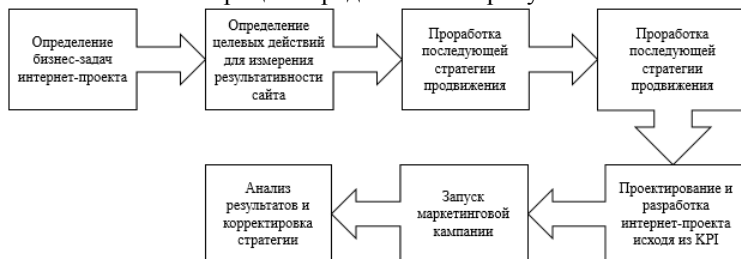 Определение
бизнес-задач
интернет-проекта
Определение
целевых действий
для измерения
результативности
сайта
Проработка
последующей
стратегии
продвижения
Проработка
последующей
стратегии
продвижения
Проектирование и
разработка
интернет-проекта
исходя из KPI
Запуск
маркетинговой
кампании
Анализ
результатов и
корректировка
стратегии